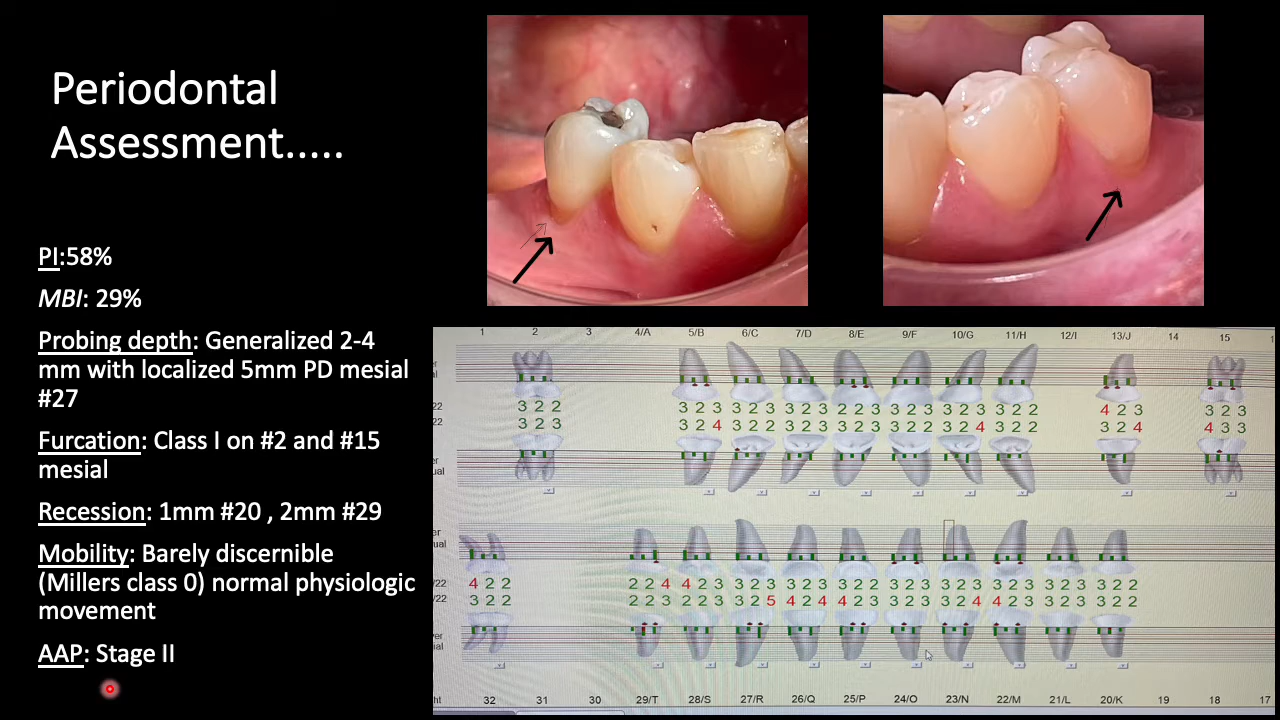 Periodontal
Assessment.....
PI:58%
MBI: 29%
Probing depth: Generalized 2-4
mm with localized 5mm PD mesial
#27
Furcation: Class I on #2 and #15
mesial
Recession: 1mm #20 , 2mm #29
Mobility: Barely discernible
(Millers class 0) normal physiologic
movement
AAP: Stage II
1 2 3 4/A 5/B 6/C 7/D 8/E 9/F 10/G 11/H 12/I 13/J 14 15
22 3 2 2 3 2 3 3 2 3 3 2 3 2 2 3 3 2 3 3 2 3 3 2 2 4 2 3 3 2 3
22 3 2 3 3 2 4 3 2 2 3 2 3 2 2 3 3 2 2 3 2 4 3 2 2 3 2 4 4 3 3
/22 4 2 2 2 2 4 4 2 3 3 2 3 3 2 3 3 2 2 3 2 3 3 2 3 3 2 3 3 2 3 3 2 2
/22 3 2 2 2 2 3 2 2 3 3 2 5 4 2 4 4 2 3 3 2 3 3 2 4 4 2 3 3 2 3 3 2 2
ht 32 31 30 29/T 28/S 27/R 26/Q 25/P 24/O 23/N 22/M 21/L 20/K 19 18 17